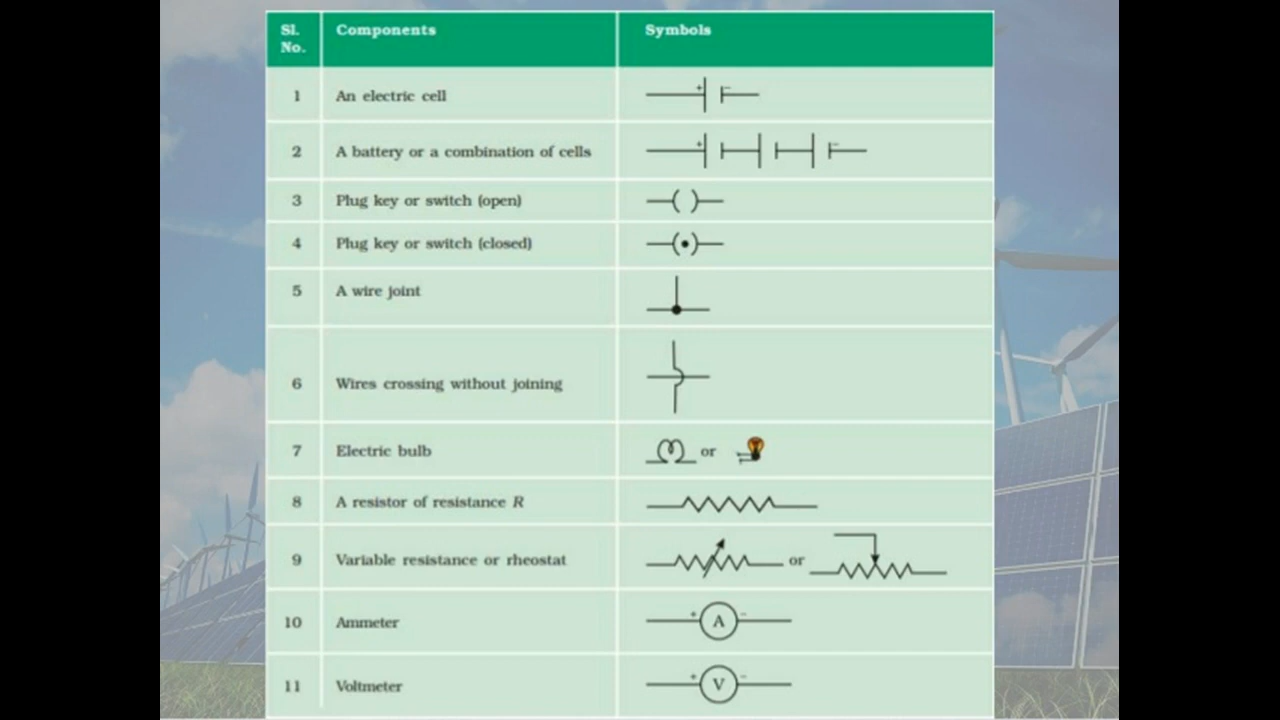 Sl. No.	Components	Symbols
1	An electric cell	+ −
2	A battery or a combination of cells	+ −
3	Plug key or switch (open)
4	Plug key or switch (closed)
5	A wire joint
6	Wires crossing without joining
7	Electric bulb	or
8	A resistor of resistance R
9	Variable resistance or rheostat	or
10	Ammeter	+ A −
11	Voltmeter	+ V −